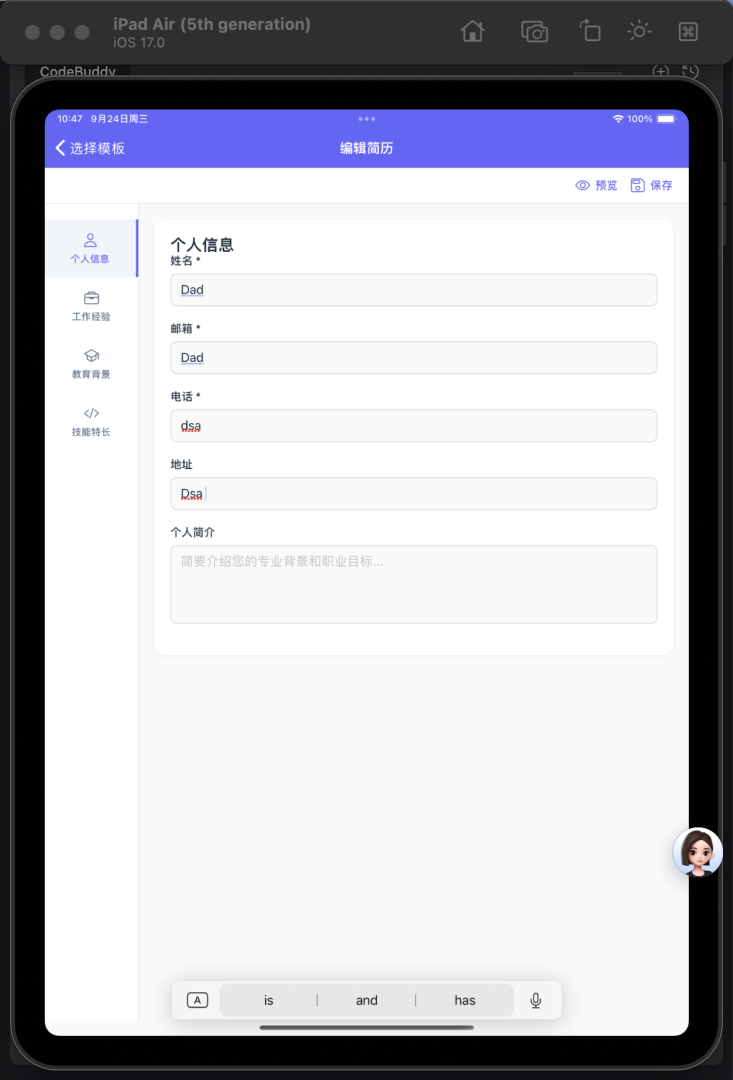 iPad Air (5th generation)
iOS 17.0
CodeBuddy
10:47 9月24日周三
100%
选择模板
编辑简历
预览 保存
个人信息
工作经验
教育背景
技能特长
个人信息
姓名 *
Dad
邮箱 *
Dad
电话 *
dsa
地址
Dsa
个人简介
简要介绍您的专业背景和职业目标...
A is and has